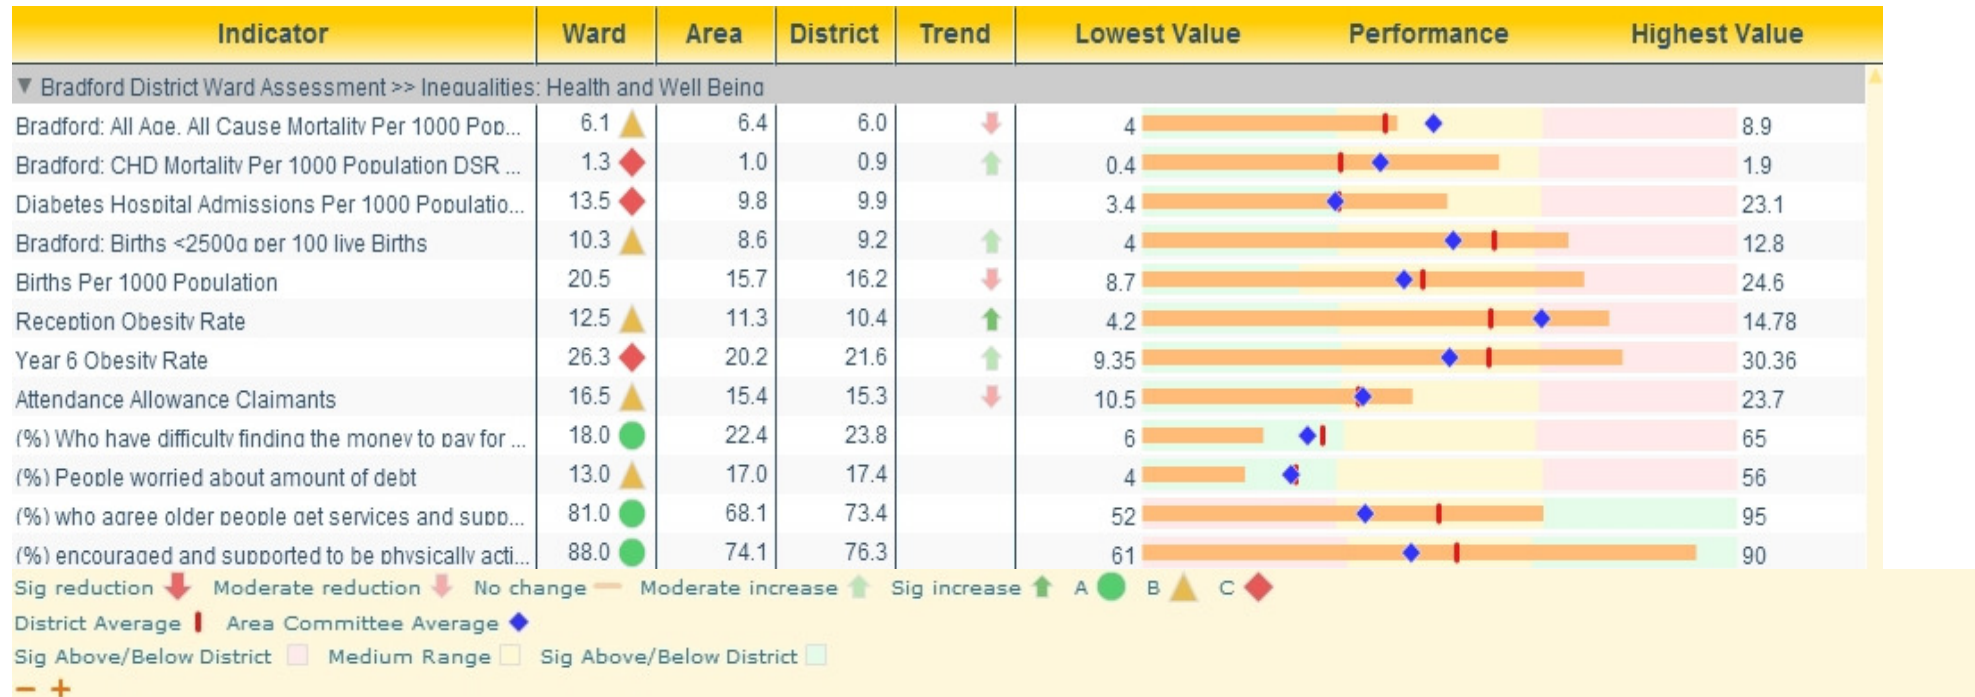 Indicator Ward Area District Trend Lowest Value Performance Highest Value
Bradford District Ward Assessment >> Inequalities: Health and Well Being
Bradford: All Age, All Cause Mortality Per 1000 Pop... 6.1 6.4 6.0 4 8.9
Bradford: CHD Mortality Per 1000 Population DSR ... 1.3 1.0 0.9 0.4 1.9
Diabetes Hospital Admissions Per 1000 Populatio... 13.5 9.8 9.9 3.4 23.1
Bradford: Births <2500g per 100 live Births 10.3 8.6 9.2 4 12.8
Births Per 1000 Population 20.5 15.7 16.2 8.7 24.6
Reception Obesity Rate 12.5 11.3 10.4 4.2 14.78
Year 6 Obesity Rate 26.3 20.2 21.6 9.35 30.36
Attendance Allowance Claimants 16.5 15.4 15.3 10.5 23.7
(%) Who have difficulty finding the money to pay for ... 18.0 22.4 23.8 6 65
(%) People worried about amount of debt 13.0 17.0 17.4 4 56
(%) who agree older people get services and supp... 81.0 68.1 73.4 52 95
(%) encouraged and supported to be physically acti... 88.0 74.1 76.3 61 90
Sig reduction Moderate reduction No change Moderate increase Sig increase A B C
District Average Area Committee Average
Sig Above/Below District Medium Range Sig Above/Below District
− +